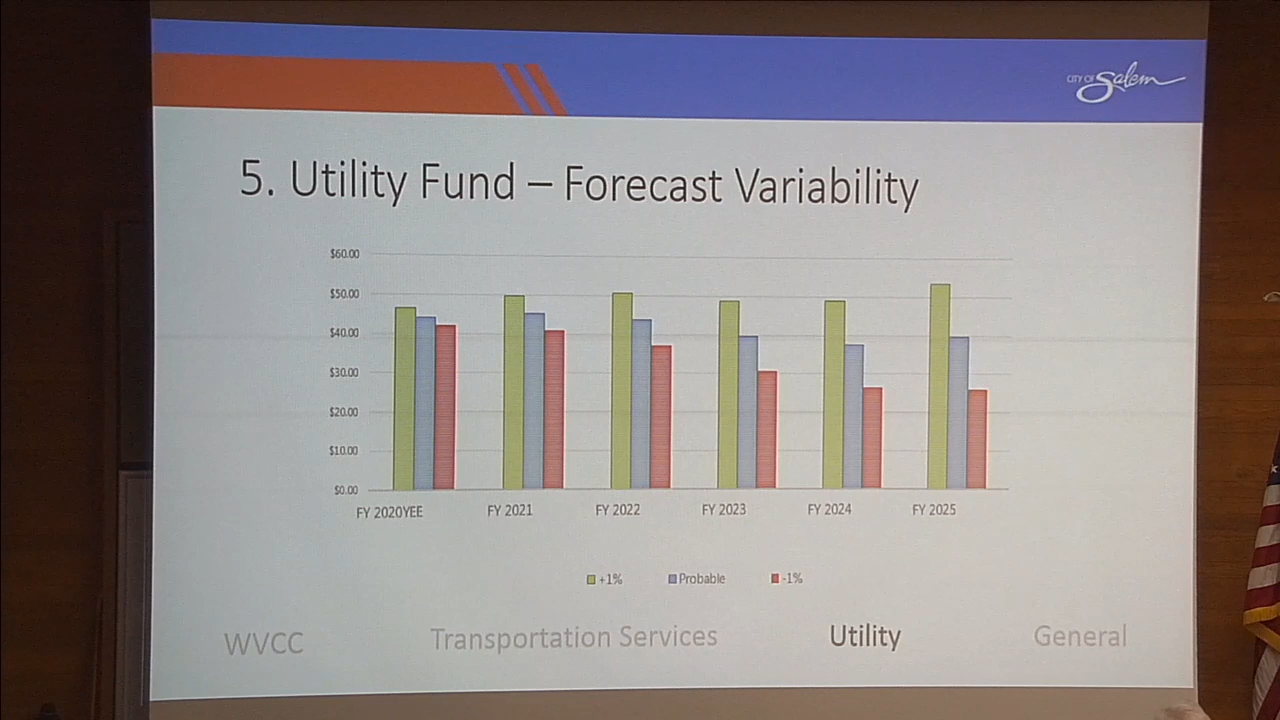 CITY OF Salem
5. Utility Fund – Forecast Variability
$60.00
$50.00
$40.00
$30.00
$20.00
$10.00
$0.00
FY 2020YEE FY 2021 FY 2022 FY 2023 FY 2024 FY 2025
+1% Probable -1%
WVCC Transportation Services Utility General